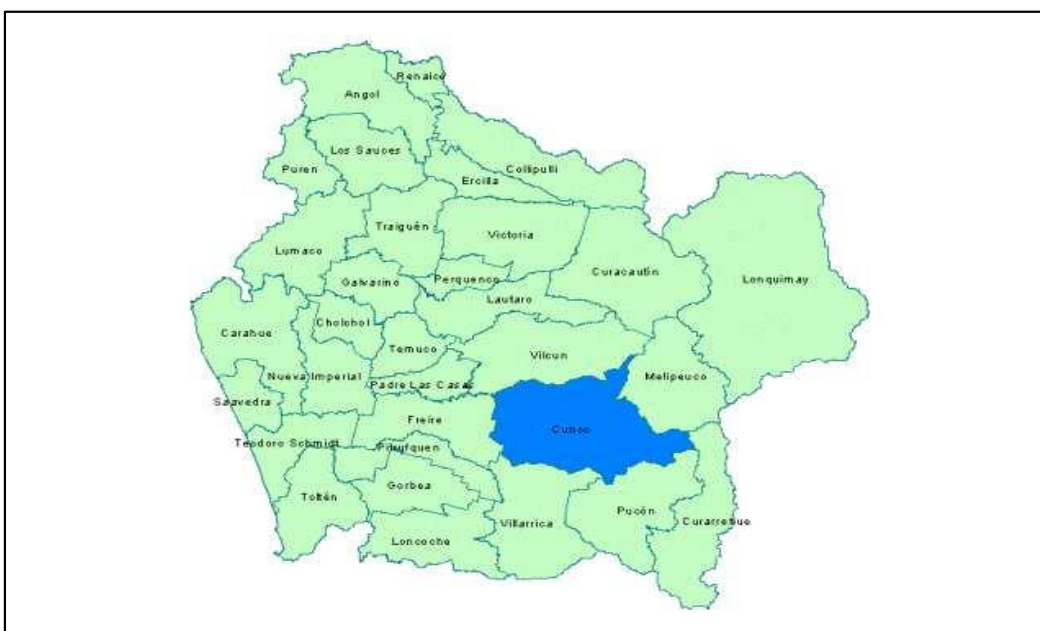 Renaico
Angol
Los Sauces
Collipulli
Puren
Ercilla
Traiguén
Victoria
Lumaco
Curacautín
Lonquimay
Galvarino
Perquenco
Lautaro
Cholchol
Carahue
Temuco
Vilcun
Nueva Imperial
Padre Las Casas
Melipeuco
Saavedra
Freire
Cunco
Teodoro Schmidt
Pitrufquen
Gorbea
Toltén
Pucón
Villarrica
Curarrehue
Loncoche